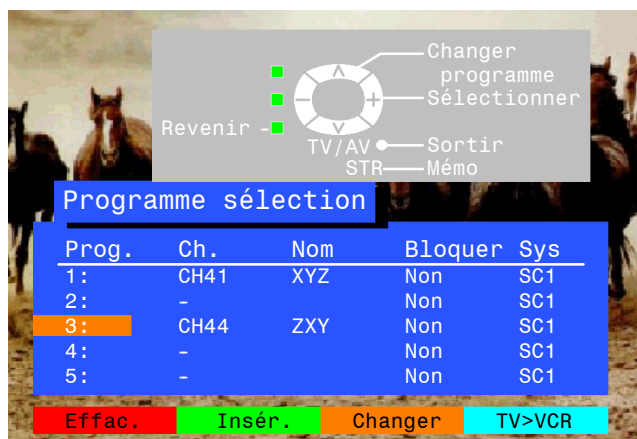 Changer
programme
Sélectionner
Revenir
TV/AV Sortir
STR Mémo
Programme sélection
Prog. Ch. Nom Bloquer Sys
1: CH41 XYZ Non SC1
2: - Non SC1
3: CH44 ZXY Non SC1
4: - Non SC1
5: - Non SC1
Effac. Insér. Changer TV>VCR